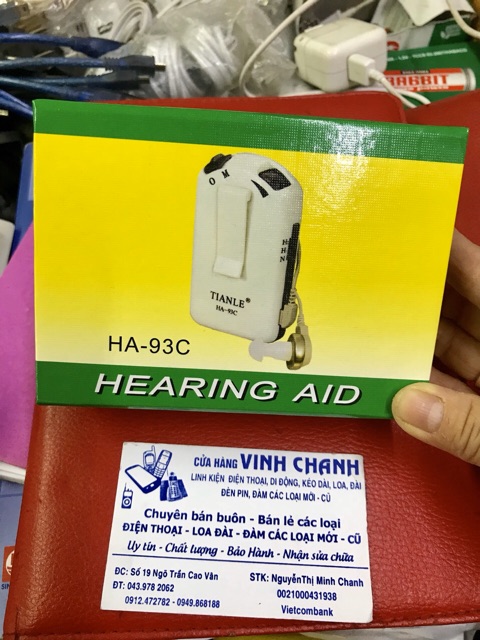 ABBIT
O M
H
H
N
TIANLE®
HA-93C
HA-93C
HEARING AID
CỬA HÀNG VINH CHANH
LINH KIỆN ĐIỆN THOẠI, DI ĐỘNG, KÉO DÀI, LOA, ĐÀI
ĐÈN PIN, ĐÀM CÁC LOẠI MỚI - CŨ
Chuyên bán buôn - Bán lẻ các loại
ĐIỆN THOẠI - LOA ĐÀI - ĐÀM CÁC LOẠI MỚI - CŨ
Uy tín - Chất lượng - Bảo Hành - Nhận sửa chữa
ĐC: Số 19 Ngõ Trần Cao Vân
STK: NguyễnThị Minh Chanh
ĐT: 043.978 2062
0021000431938
0912.472782 - 0949.868188
Vietcombank